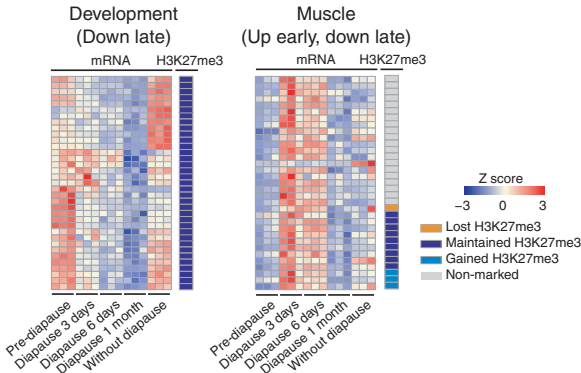 Development
(Down late)
mRNA
H3K27me3
Pre-diapause
Diapause 3 days
Diapause 6 days
Diapause 1 month
Without diapause
Muscle
(Up early, down late)
mRNA
H3K27me3
Pre-diapause
Diapause 3 days
Diapause 6 days
Diapause 1 month
Without diapause
Z score
−3 0 3
Lost H3K27me3
Maintained H3K27me3
Gained H3K27me3
Non-marked